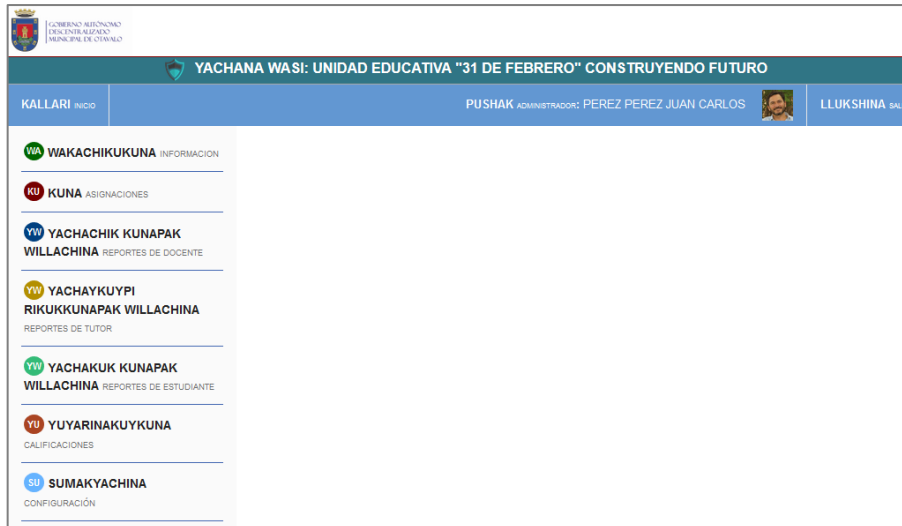 GOBIERNO AUTÓNOMO
DESCENTRALIZADO
MUNICIPAL DE OTAVALO
YACHANA WASI: UNIDAD EDUCATIVA "31 DE FEBRERO" CONSTRUYENDO FUTURO
KALLARI INICIO
PUSHAK ADMINISTRADOR: PEREZ PEREZ JUAN CARLOS
LLUKSHINA SAL
WA WAKACHIKUKUNA INFORMACION
KU KUNA ASIGNACIONES
YW YACHACHIK KUNAPAK
WILLACHINA REPORTES DE DOCENTE
YW YACHAYKUYPI
RIKUKKUNAPAK WILLACHINA
REPORTES DE TUTOR
YW YACHAKUK KUNAPAK
WILLACHINA REPORTES DE ESTUDIANTE
YU YUYARINAKUYKUNA
CALIFICACIONES
SU SUMAKYACHINA
CONFIGURACIÓN